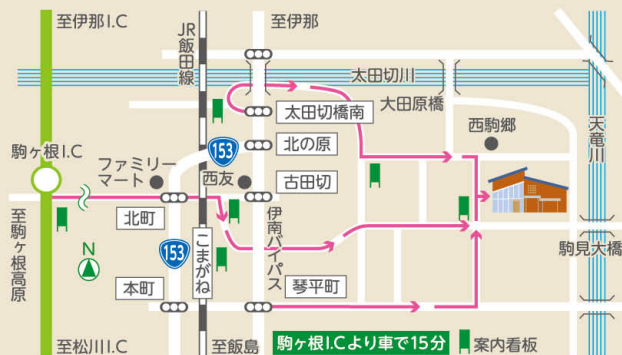 至伊那I.C
至伊那
JR飯田線
太田切川
大田原橋
太田切橋南
天竜川
153
北の原
西駒郷
駒ヶ根I.C
ファミリー
マート
西友
古田切
北町
伊南バイパス
至駒ヶ根高原
N
153
こまがね
駒見大橋
本町
琴平町
至松川I.C
至飯島
駒ヶ根I.Cより車で15分
案内看板